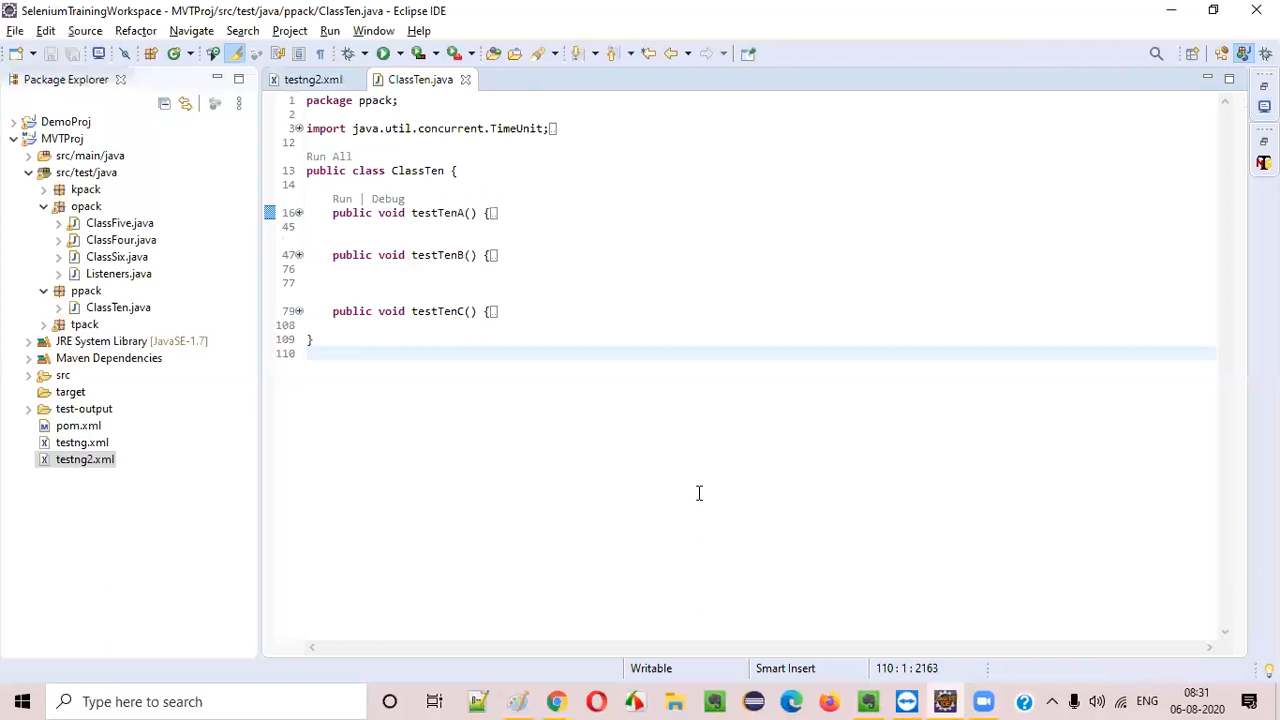 SeleniumTrainingWorkspace - MVTProj/src/test/java/ppack/ClassTen.java - Eclipse IDE
File Edit Source Refactor Navigate Search Project Run Window Help
Package Explorer
testng2.xml
ClassTen.java
DemoProj
MVTProj
src/main/java
src/test/java
kpack
opack
ClassFive.java
ClassFour.java
ClassSix.java
Listeners.java
ppack
ClassTen.java
tpack
JRE System Library [JavaSE-1.7]
Maven Dependencies
src
target
test-output
pom.xml
testng.xml
testng2.xml
1 package ppack;
2
3 import java.util.concurrent.TimeUnit;
12
Run All
13 public class ClassTen {
14
Run | Debug
16 public void testTenA() {
45
47 public void testTenB() {
76
77
79 public void testTenC() {
108
109 }
110
Writable
Smart Insert
110 : 1 : 2163
Type here to search
ENG
08:31
06-08-2020